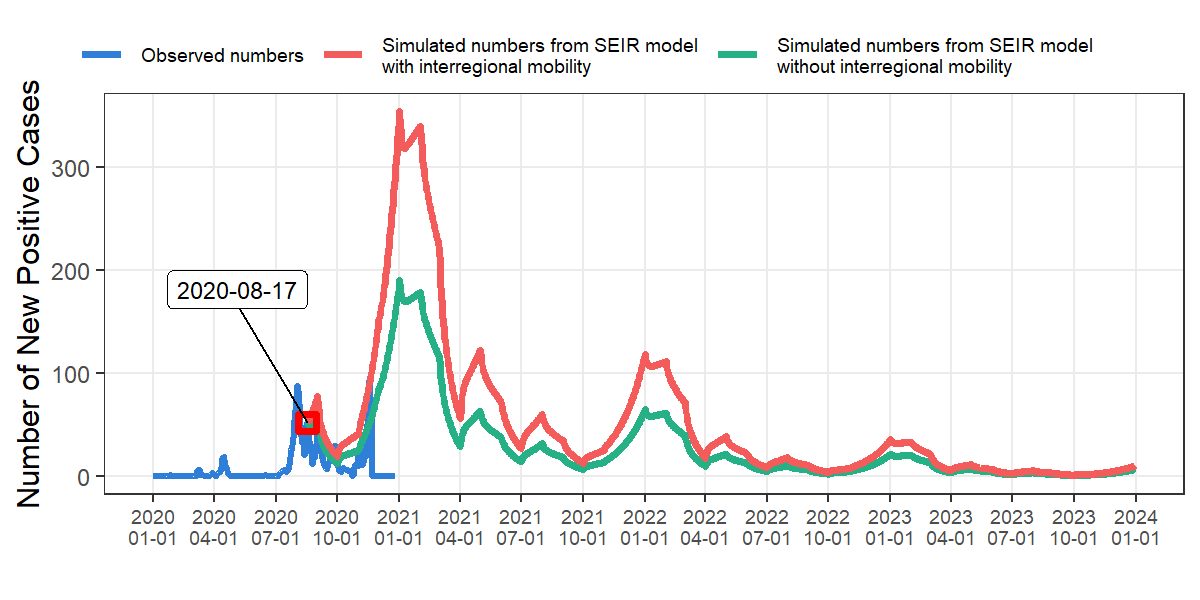 Observed numbers
Simulated numbers from SEIR model
with interregional mobility
Simulated numbers from SEIR model
without interregional mobility
Number of New Positive Cases
300
200
100
0
2020-08-17
2020 2020 2020 2020 2021 2021 2021 2021 2022 2022 2022 2022 2023 2023 2023 2023 2024
01-01 04-01 07-01 10-01 01-01 04-01 07-01 10-01 01-01 04-01 07-01 10-01 01-01 04-01 07-01 10-01 01-01